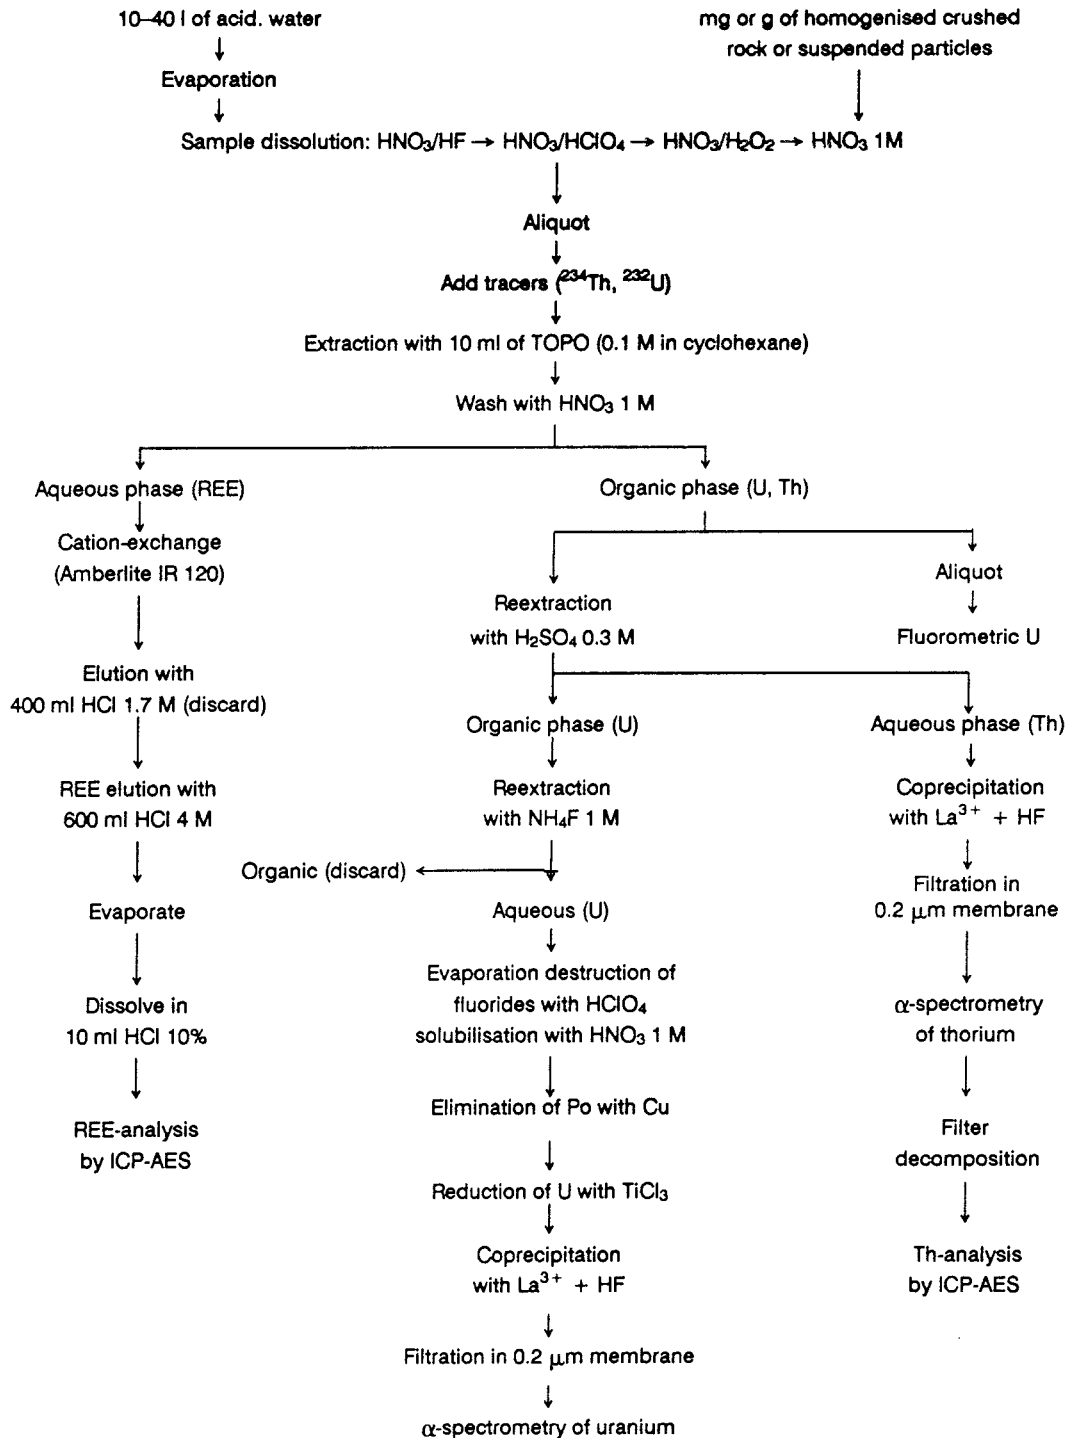 10–40 l of acid. water
Evaporation
mg or g of homogenised crushed
rock or suspended particles
Sample dissolution: HNO₃/HF → HNO₃/HClO₄ → HNO₃/H₂O₂ → HNO₃ 1M
Aliquot
Add tracers (²³⁴Th, ²³²U)
Extraction with 10 ml of TOPO (0.1 M in cyclohexane)
Wash with HNO₃ 1 M
Aqueous phase (REE)
Cation-exchange
(Amberlite IR 120)
Elution with
400 ml HCl 1.7 M (discard)
REE elution with
600 ml HCl 4 M
Evaporate
Dissolve in
10 ml HCl 10%
REE-analysis
by ICP-AES
Organic phase (U, Th)
Reextraction
with H₂SO₄ 0.3 M
Aliquot
Fluorometric U
Organic phase (U)
Reextraction
with NH₄F 1 M
Organic (discard)
Aqueous (U)
Evaporation destruction of
fluorides with HClO₄
solubilisation with HNO₃ 1 M
Elimination of Po with Cu
Reduction of U with TiCl₃
Coprecipitation
with La³⁺ + HF
Filtration in 0.2 μm membrane
α-spectrometry of uranium
Aqueous phase (Th)
Coprecipitation
with La³⁺ + HF
Filtration in
0.2 μm membrane
α-spectrometry
of thorium
Filter
decomposition
Th-analysis
by ICP-AES